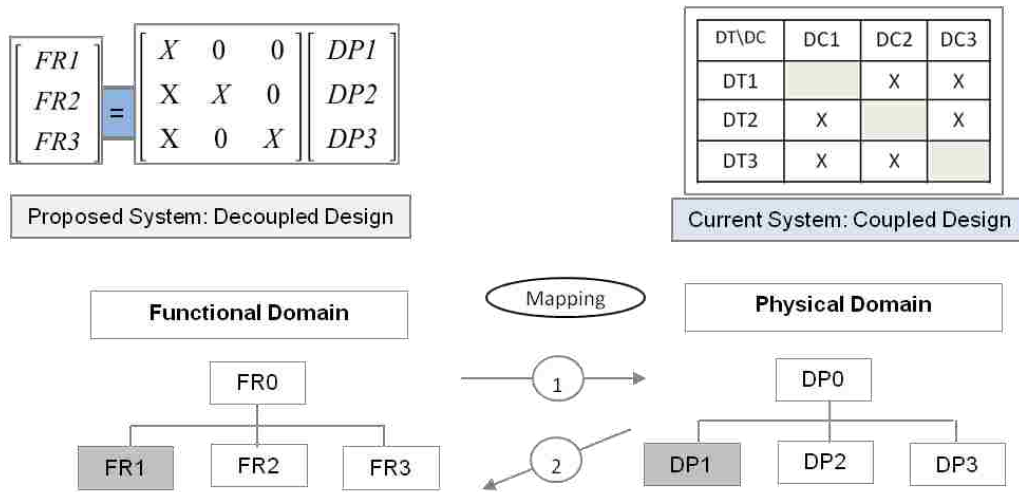 FR1
FR2
FR3
=
X 0 0
X X 0
X 0 X
DP1
DP2
DP3
Proposed System: Decoupled Design
DT\DC DC1 DC2 DC3
DT1 X X
DT2 X X
DT3 X X
Current System: Coupled Design
Functional Domain
Mapping
Physical Domain
FR0
1
DP0
FR1 FR2 FR3
2
DP1 DP2 DP3